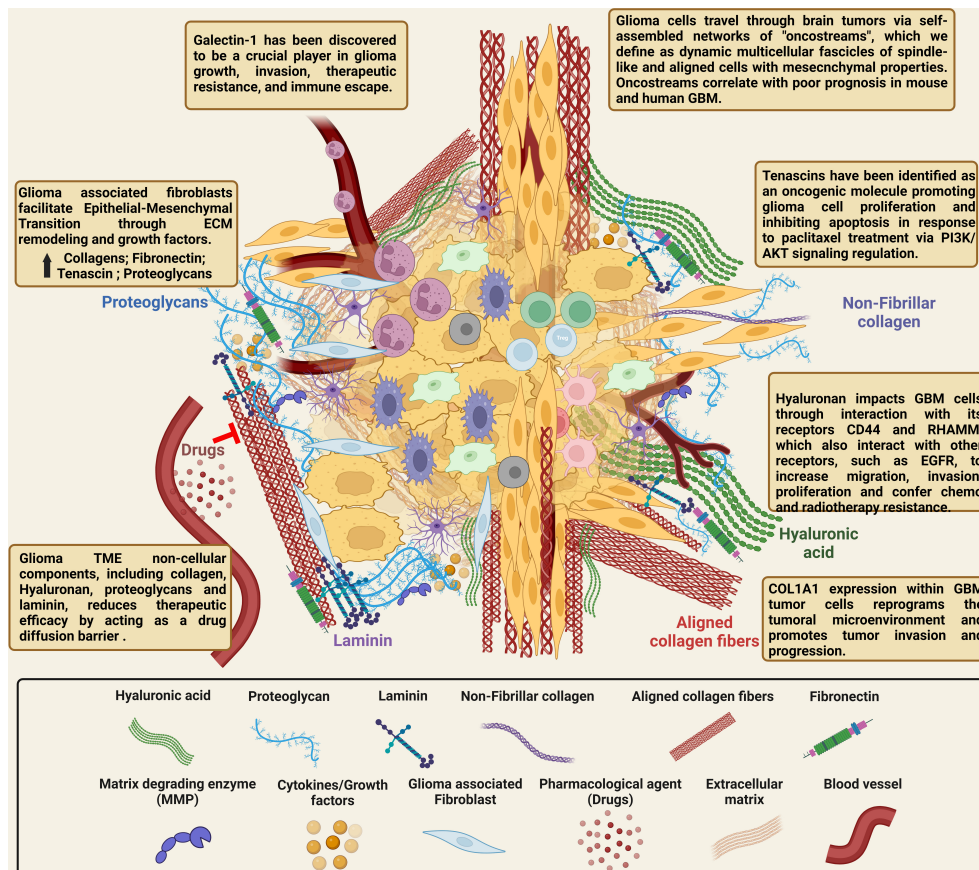 Galectin-1 has been discovered
to be a crucial player in glioma
growth, invasion, therapeutic
resistance, and immune escape.
Glioma cells travel through brain tumors via self-
assembled networks of "oncostreams", which we
define as dynamic multicellular fascicles of spindle-
like and aligned cells with mesecnchymal properties.
Oncostreams correlate with poor prognosis in mouse
and human GBM.
Glioma associated fibroblasts
facilitate Epithelial-Mesenchymal
Transition through ECM
remodeling and growth factors.
Collagens; Fibronectin;
Tenascin ; Proteoglycans
Tenascins have been identified as
an oncogenic molecule promoting
glioma cell proliferation and
inhibiting apoptosis in response
to paclitaxel treatment via PI3K/
AKT signaling regulation.
Proteoglycans
Non-Fibrillar
collagen
Treg
Hyaluronan impacts GBM cells
through interaction with its
receptors CD44 and RHAMM
which also interact with other
receptors, such as EGFR, to
increase migration, invasion
proliferation and confer chemo
and radiotherapy resistance.
Drugs
Hyaluronic
acid
Glioma TME non-cellular
components, including collagen,
Hyaluronan, proteoglycans and
laminin, reduces therapeutic
efficacy by acting as a drug
diffusion barrier .
Laminin
Aligned
collagen fibers
COL1A1 expression within GBM
tumor cells reprograms the
tumoral microenvironment and
promotes tumor invasion and
progression.
Hyaluronic acid
Proteoglycan
Laminin
Non-Fibrillar collagen
Aligned collagen fibers
Fibronectin
Matrix degrading enzyme
(MMP)
Cytokines/Growth
factors
Glioma associated
Fibroblast
Pharmacological agent
(Drugs)
Extracellular
matrix
Blood vessel